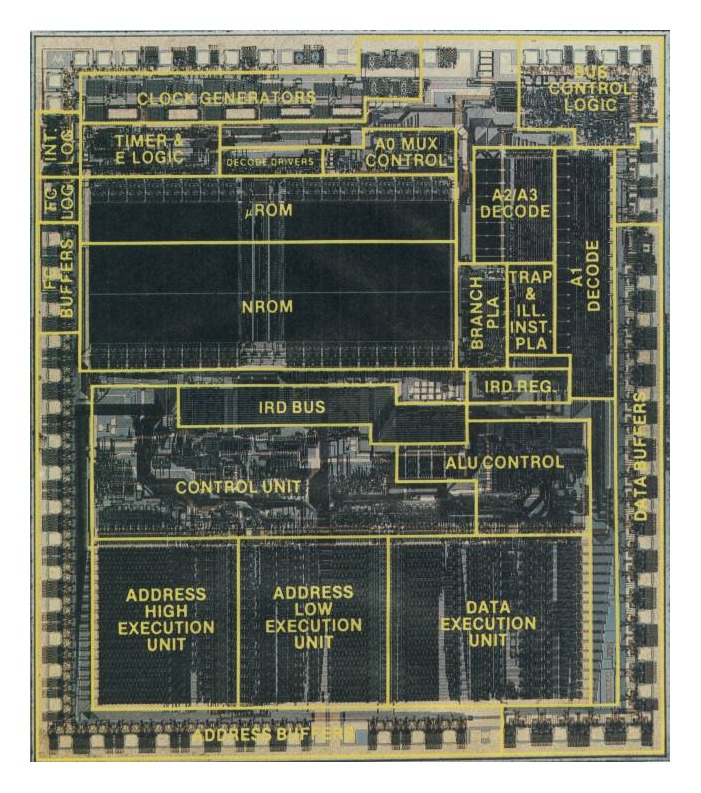 CLOCK GENERATORS
BUS
CONTROL
LOGIC
INT.
LOG.
TIMER &
E LOGIC
DECODE DRIVERS
A0 MUX
CONTROL
FC
LOG
μROM
A2/A3
DECODE
FC
BUFFERS
NROM
BRANCH
PLA
TRAP
&
ILL.
INST.
PLA
A1
DECODE
IRD REG.
IRD BUS
DATA BUFFERS
ALU CONTROL
CONTROL UNIT
ADDRESS
HIGH
EXECUTION
UNIT
ADDRESS
LOW
EXECUTION
UNIT
DATA
EXECUTION
UNIT
ADDRESS BUFFERS